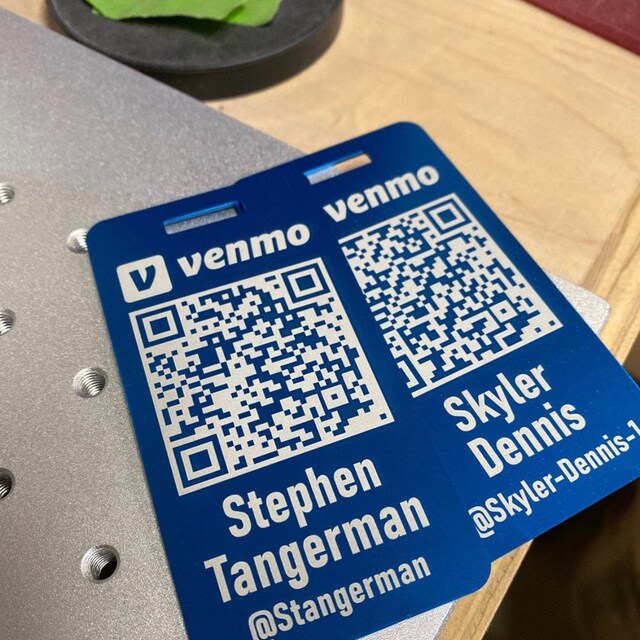 V venmo
Stephen
Tangerman
@Stangerman
venmo
Skyler
Dennis
@Skyler-Dennis-1